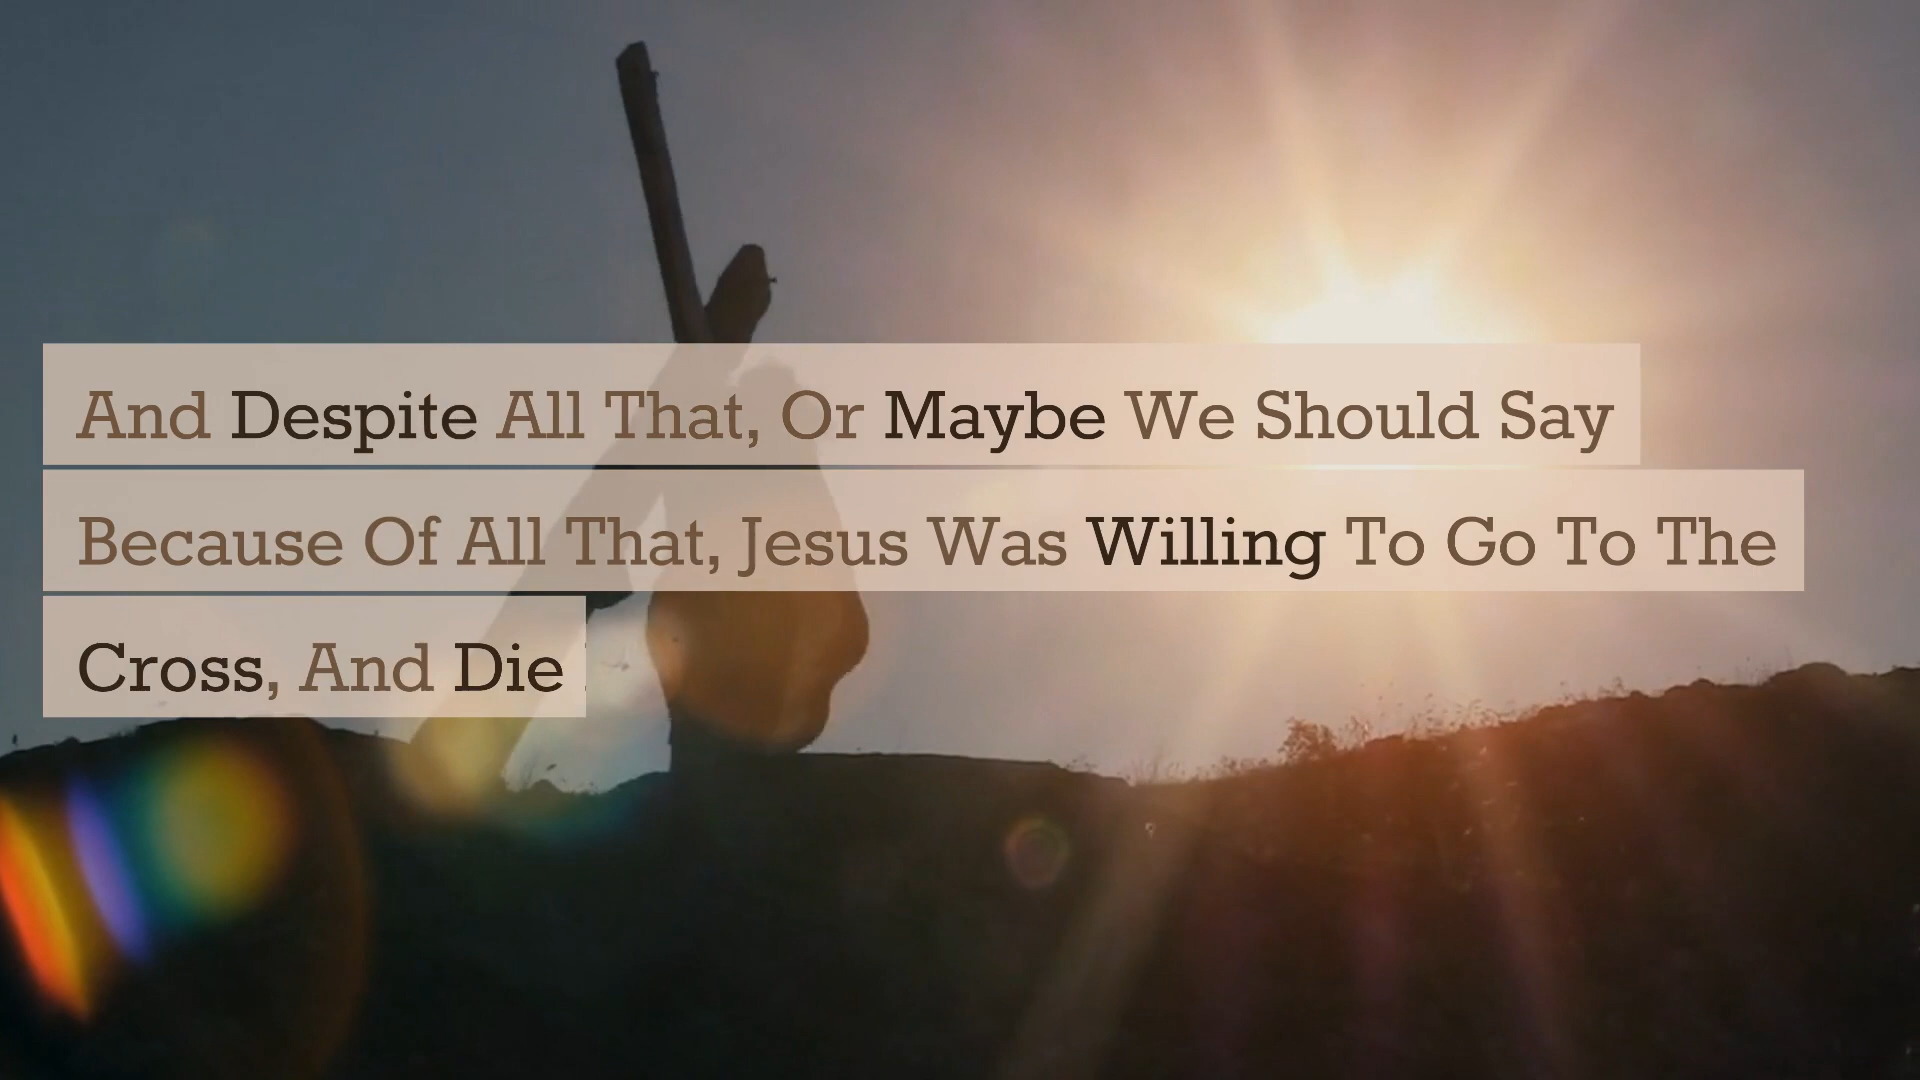 And Despite All That, Or Maybe We Should Say
Because Of All That, Jesus Was Willing To Go To The
Cross, And Die